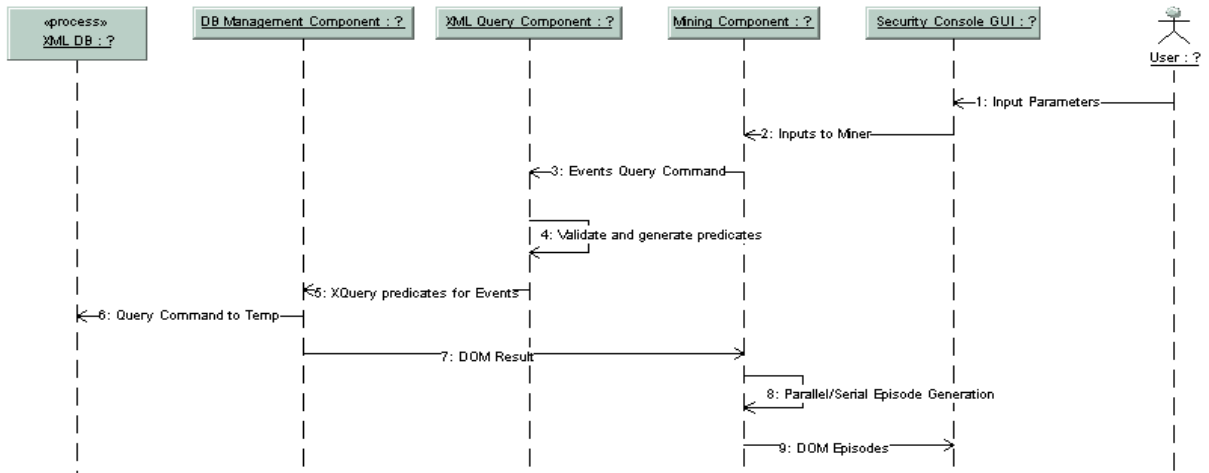 «process»
XML DB : ?
DB Management Component : ?
XML Query Component : ?
Mining Component : ?
Security Console GUI : ?
User : ?
1: Input Parameters
2: Inputs to Miner
3: Events Query Command
4: Validate and generate predicates
5: XQuery predicates for Events
6: Query Command to Temp
7: DOM Result
8: Parallel/Serial Episode Generation
9: DOM Episodes